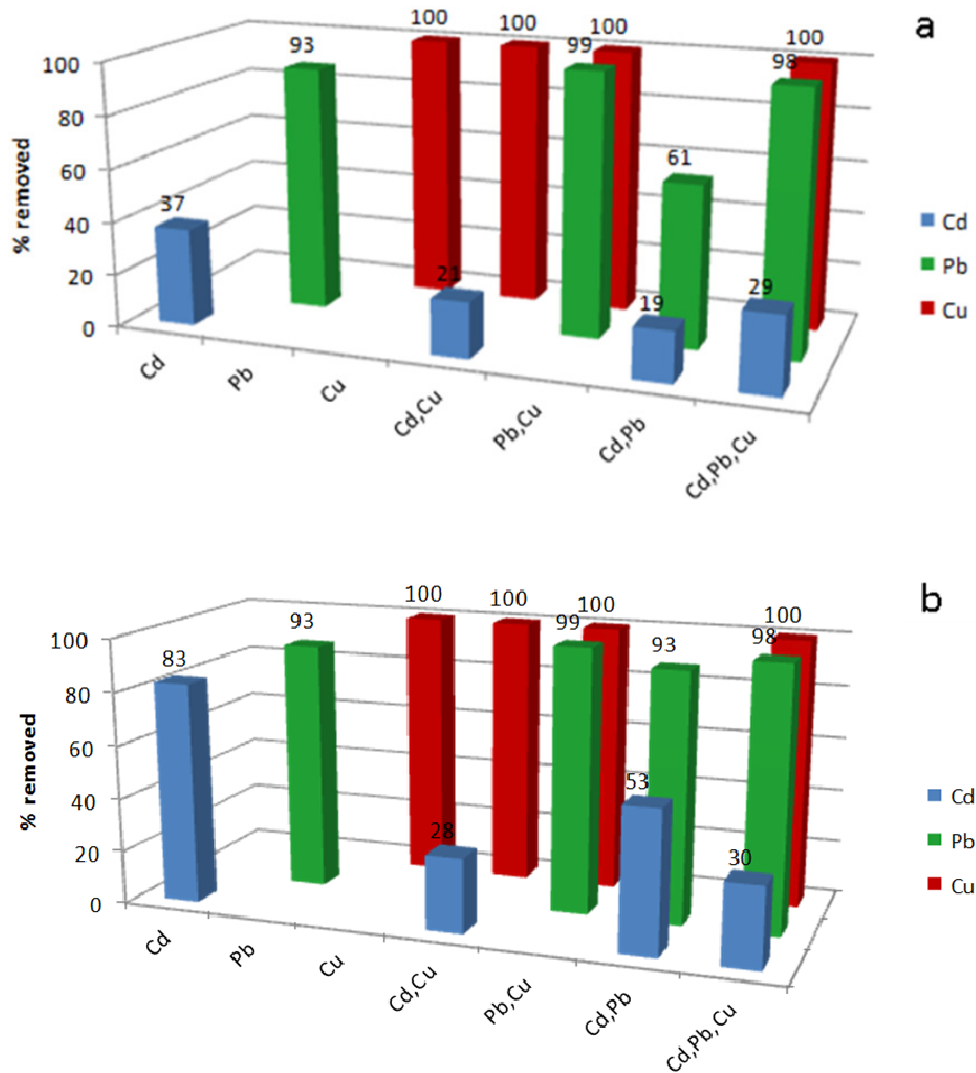 a
100 100 100 100
93 99 98
100
80
60
40
20
0
% removed
37 21 61 19 29
Cd Pb Cu Cd,Cu Pb,Cu Cd,Pb Cd,Pb,Cu
Cd
Pb
Cu
b
100 100 100 100
93 99 93 98
83
100
80
60
40
20
0
% removed
28 53 30
Cd Pb Cu Cd,Cu Pb,Cu Cd,Pb Cd,Pb,Cu
Cd
Pb
Cu